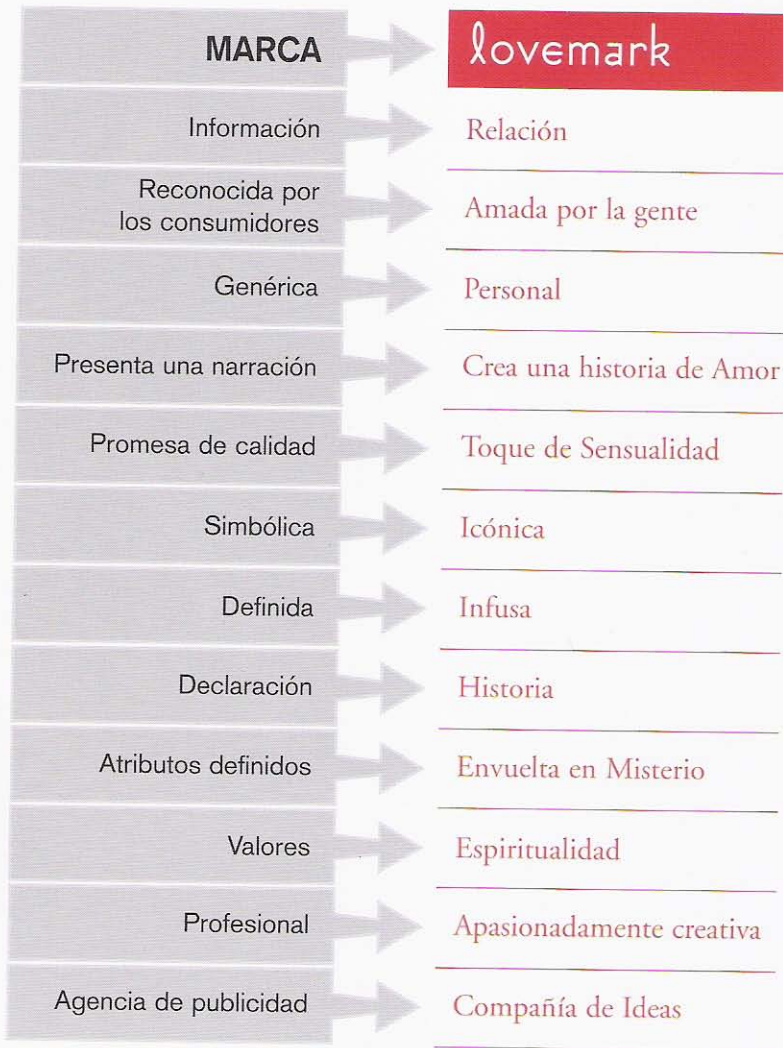 MARCA
lovemark
Información
Relación
Reconocida por
los consumidores
Amada por la gente
Genérica
Personal
Presenta una narración
Crea una historia de Amor
Promesa de calidad
Toque de Sensualidad
Simbólica
Icónica
Definida
Infusa
Declaración
Historia
Atributos definidos
Envuelta en Misterio
Valores
Espiritualidad
Profesional
Apasionadamente creativa
Agencia de publicidad
Compañía de Ideas